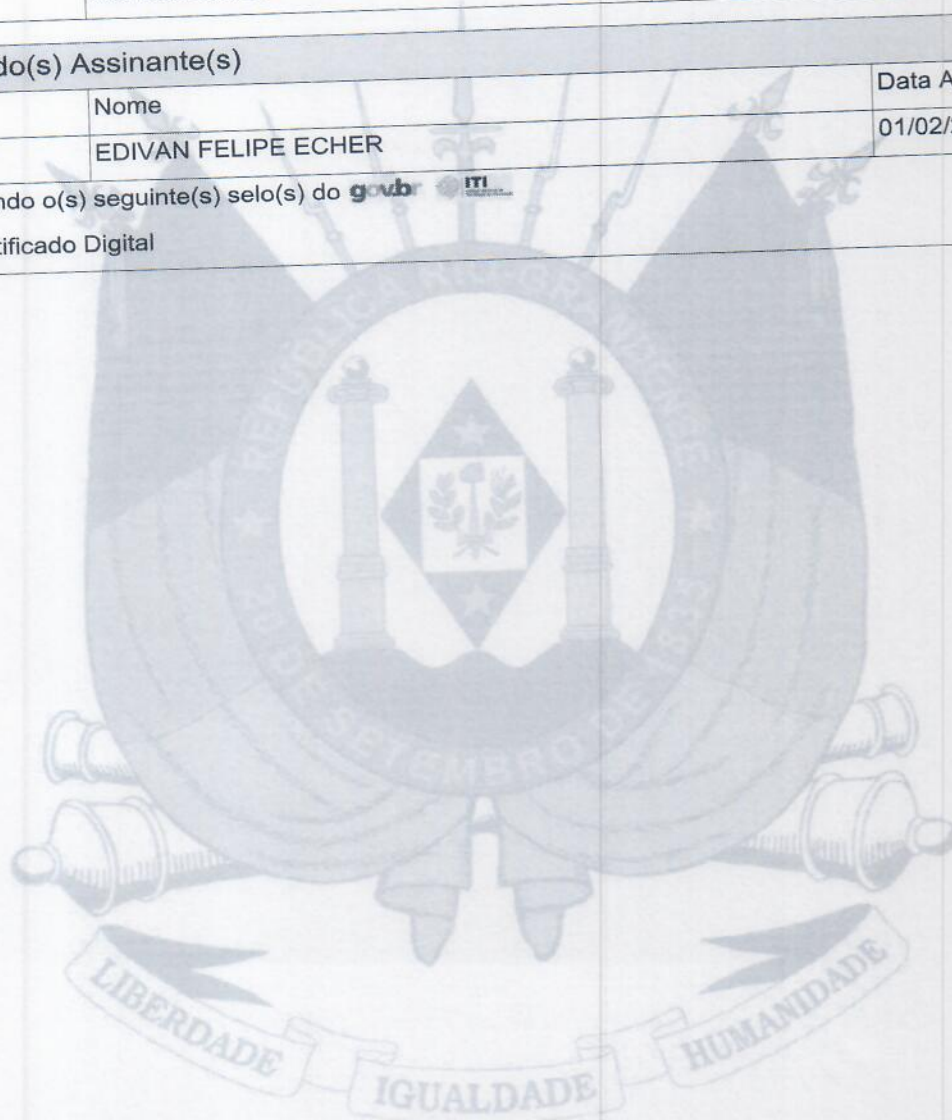 do(s) Assinante(s)
Nome
Data A
EDIVAN FELIPE ECHER
01/02/
ndo o(s) seguinte(s) selo(s) do gov.br ITI
tificado Digital
REPÚBLICA RIO GRANDENSE
20 DE SETEMBRO DE 1835
LIBERDADE
IGUALDADE
HUMANIDADE